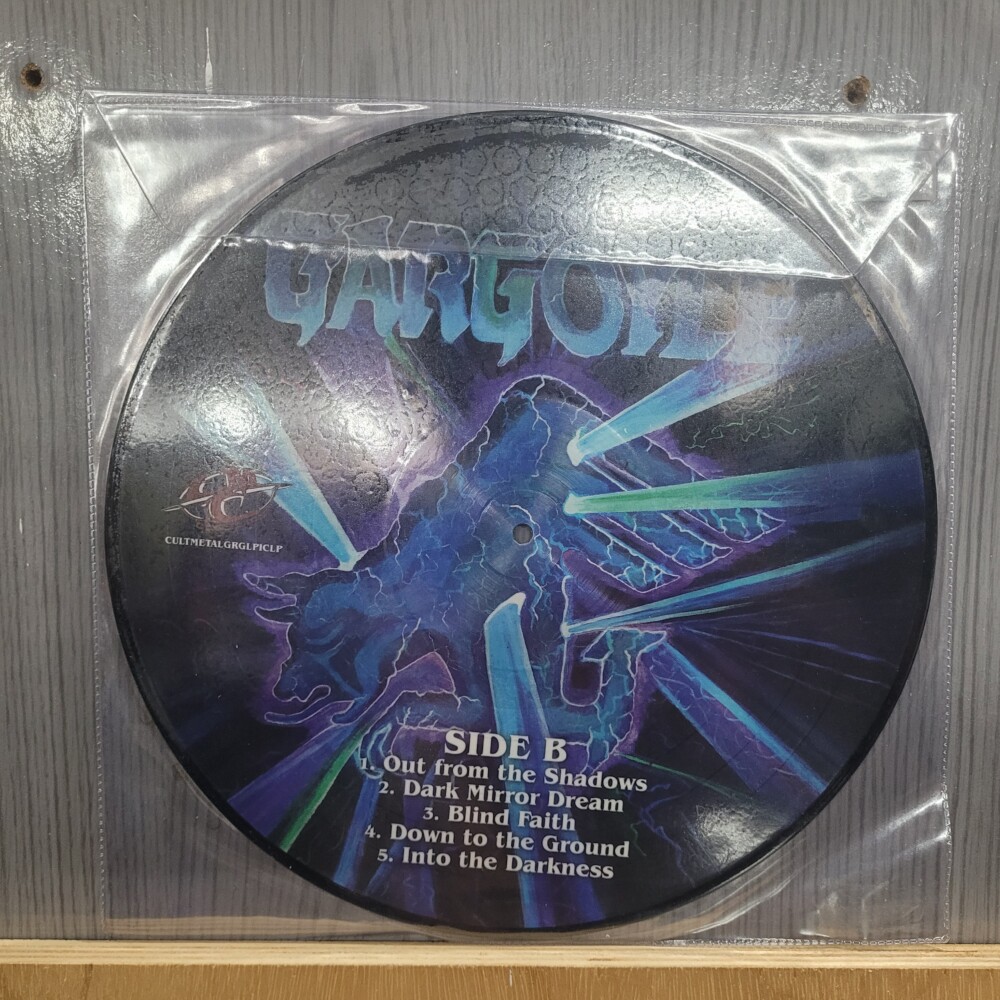 GARGOYLE
CULTMETALGRGLPICLP
SIDE B
1. Out from the Shadows
2. Dark Mirror Dream
3. Blind Faith
4. Down to the Ground
5. Into the Darkness